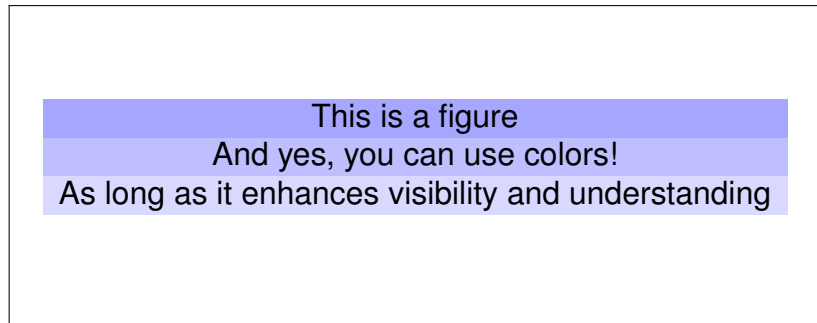 This is a figure
And yes, you can use colors!
As long as it enhances visibility and understanding